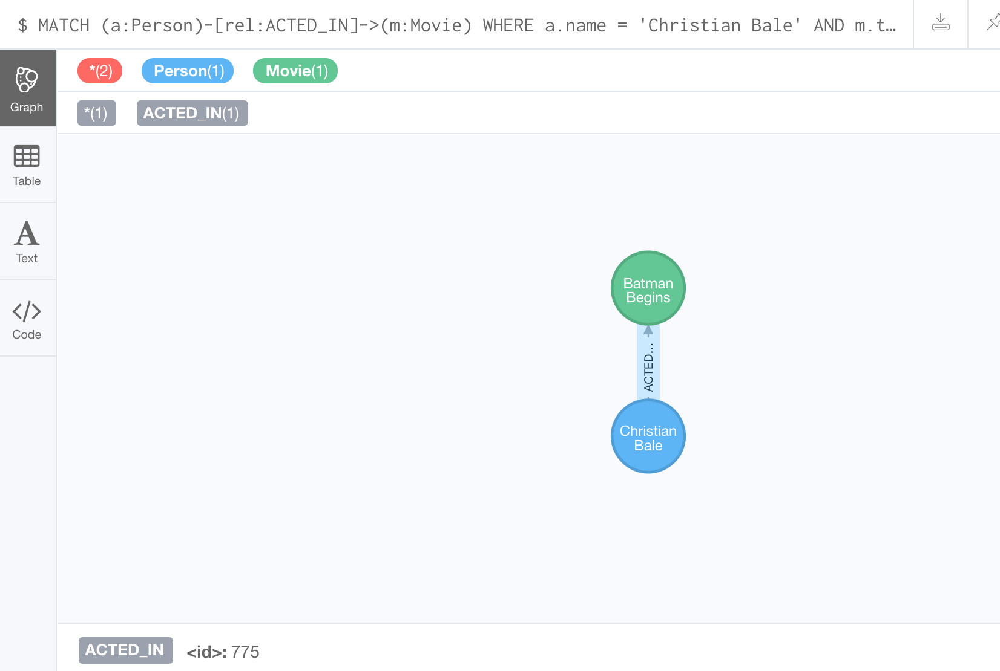 $ MATCH (a:Person)-[rel:ACTED_IN]->(m:Movie) WHERE a.name = 'Christian Bale' AND m.t…
*(2) Person(1) Movie(1)
Graph
*(1) ACTED_IN(1)
Table
Text
Code
Batman
Begins
ACTED…
Christian
Bale
ACTED_IN <id>: 775